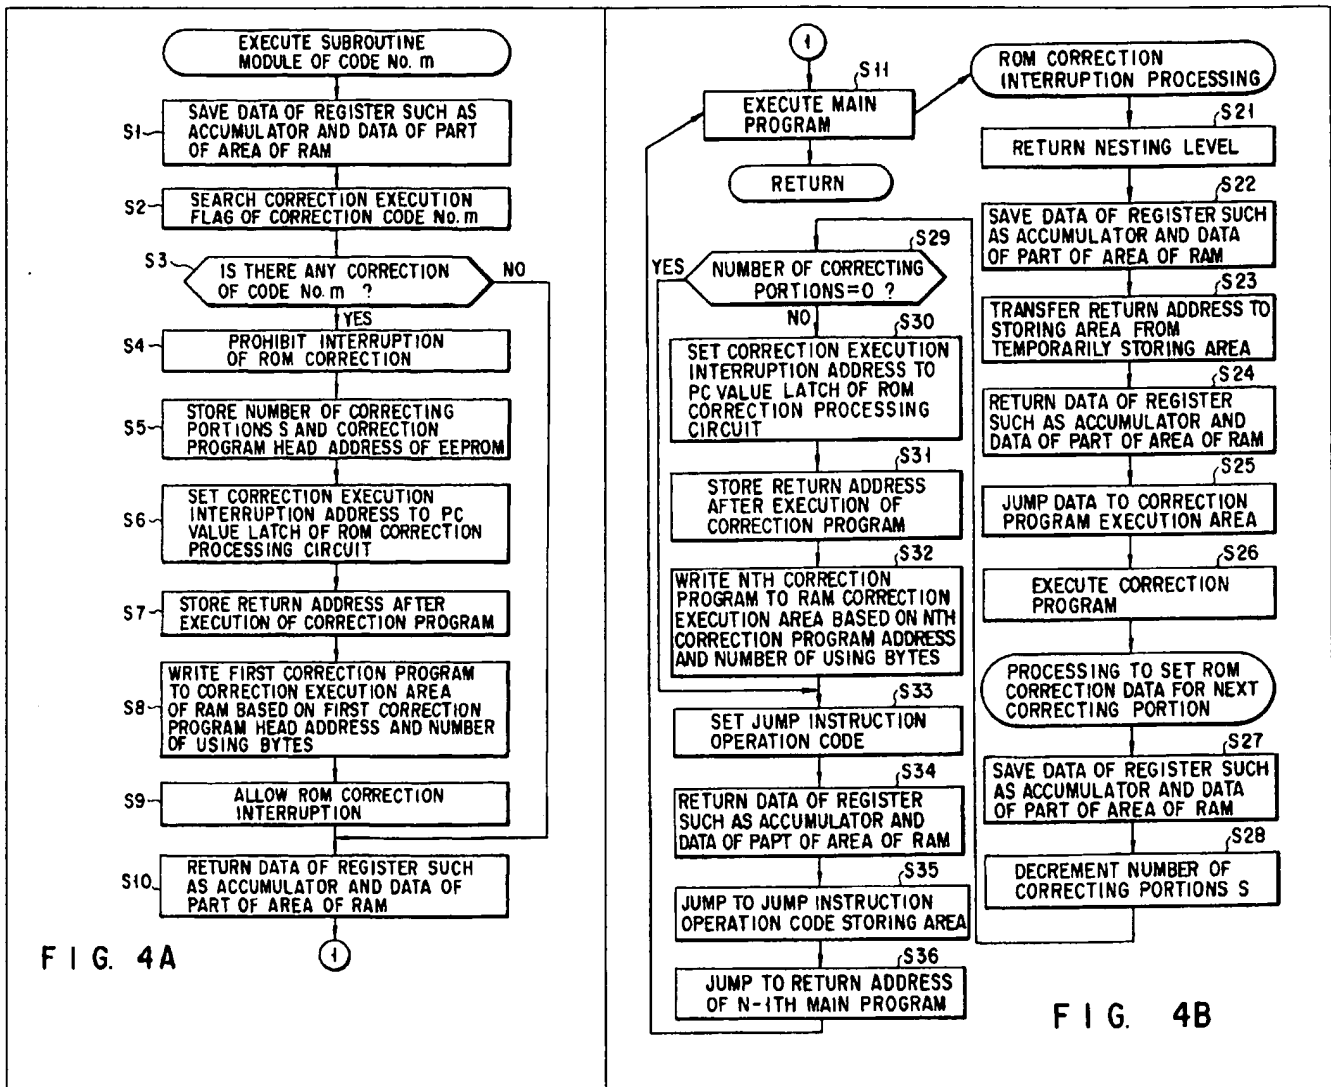 EXECUTE SUBROUTINE
MODULE OF CODE No. m
S1
SAVE DATA OF REGISTER SUCH AS
ACCUMULATOR AND DATA OF PART
OF AREA OF RAM
S2
SEARCH CORRECTION EXECUTION
FLAG OF CORRECTION CODE No. m
S3
IS THERE ANY CORRECTION
OF CODE No. m ?
NO
YES
S4
PROHIBIT INTERRUPTION
OF ROM CORRECTION
S5
STORE NUMBER OF CORRECTING
PORTIONS S AND CORRECTION
PROGRAM HEAD ADDRESS OF EEPROM
S6
SET CORRECTION EXECUTION
INTERRUPTION ADDRESS TO PC
VALUE LATCH OF ROM CORRECTION
PROCESSING CIRCUIT
S7
STORE RETURN ADDRESS AFTER
EXECUTION OF CORRECTION PROGRAM
S8
WRITE FIRST CORRECTION PROGRAM
TO CORRECTION EXECUTION AREA
OF RAM BASED ON FIRST CORRECTION
PROGRAM HEAD ADDRESS AND NUMBER
OF USING BYTES
S9
ALLOW ROM CORRECTION
INTERRUPTION
S10
RETURN DATA OF REGISTER SUCH
AS ACCUMULATOR AND DATA OF
PART OF AREA OF RAM
1
FIG. 4A
1
S11
EXECUTE MAIN
PROGRAM
RETURN
S29
YES
NUMBER OF CORRECTING
PORTIONS=0 ?
NO
S30
SET CORRECTION EXECUTION
INTERRUPTION ADDRESS TO
PC VALUE LATCH OF ROM
CORRECTION PROCESSING
CIRCUIT
S31
STORE RETURN ADDRESS
AFTER EXECUTION OF
CORRECTION PROGRAM
S32
WRITE NTH CORRECTION
PROGRAM TO RAM CORRECTION
EXECUTION AREA BASED ON NTH
CORRECTION PROGRAM ADDRESS
AND NUMBER OF USING BYTES
S33
SET JUMP INSTRUCTION
OPERATION CODE
S34
RETURN DATA OF REGISTER
SUCH AS ACCUMULATOR AND
DATA OF PAPT OF AREA OF RAM
S35
JUMP TO JUMP INSTRUCTION
OPERATION CODE STORING AREA
S36
JUMP TO RETURN ADDRESS
OF N-1TH MAIN PROGRAM
ROM CORRECTION
INTERRUPTION PROCESSING
S21
RETURN NESTING LEVEL
S22
SAVE DATA OF REGISTER SUCH
AS ACCUMULATOR AND DATA
OF PART OF AREA OF RAM
S23
TRANSFER RETURN ADDRESS TO
STORING AREA FROM
TEMPORARILY STORING AREA
S24
RETURN DATA OF REGISTER
SUCH AS ACCUMULATOR AND
DATA OF PART OF AREA OF RAM
S25
JUMP DATA TO CORRECTION
PROGRAM EXECUTION AREA
S26
EXECUTE CORRECTION
PROGRAM
PROCESSING TO SET ROM
CORRECTION DATA FOR NEXT
CORRECTING PORTION
S27
SAVE DATA OF REGISTER SUCH
AS ACCUMULATOR AND DATA
OF PART OF AREA OF RAM
S28
DECREMENT NUMBER OF
CORRECTING PORTIONS S
FIG. 4B